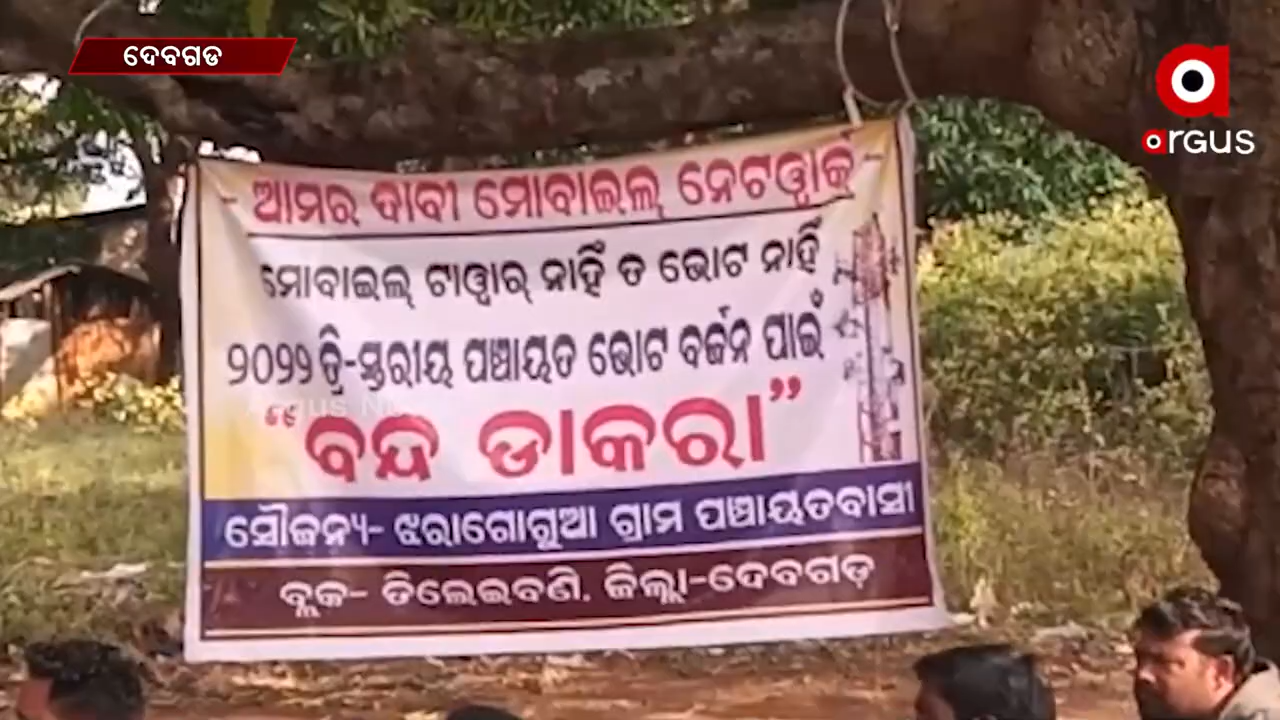 ଦେବଗଡ
argus
- ଆମର ଦାବୀ ମୋବାଇଲ୍ ନେଟୱାର୍କ -
ମୋବାଇଲ୍ ଟାୱାର୍ ନାହିଁ ତ ଭୋଟ ନାହିଁ
୨୦୨୨ ତ୍ରି-ସ୍ତରୀୟ ପଞ୍ଚାୟତ ଭୋଟ ବର୍ଜନ ପାଇଁ
“ବନ୍ଦ ଡାକରା”
ସୌଜନ୍ୟ- ଝରାଗୋଗୁଆ ଗ୍ରାମ ପଞ୍ଚାୟତବାସୀ
ବ୍ଲକ- ତିଲେଇବଣି, ଜିଲ୍ଲା-ଦେବଗଡ଼